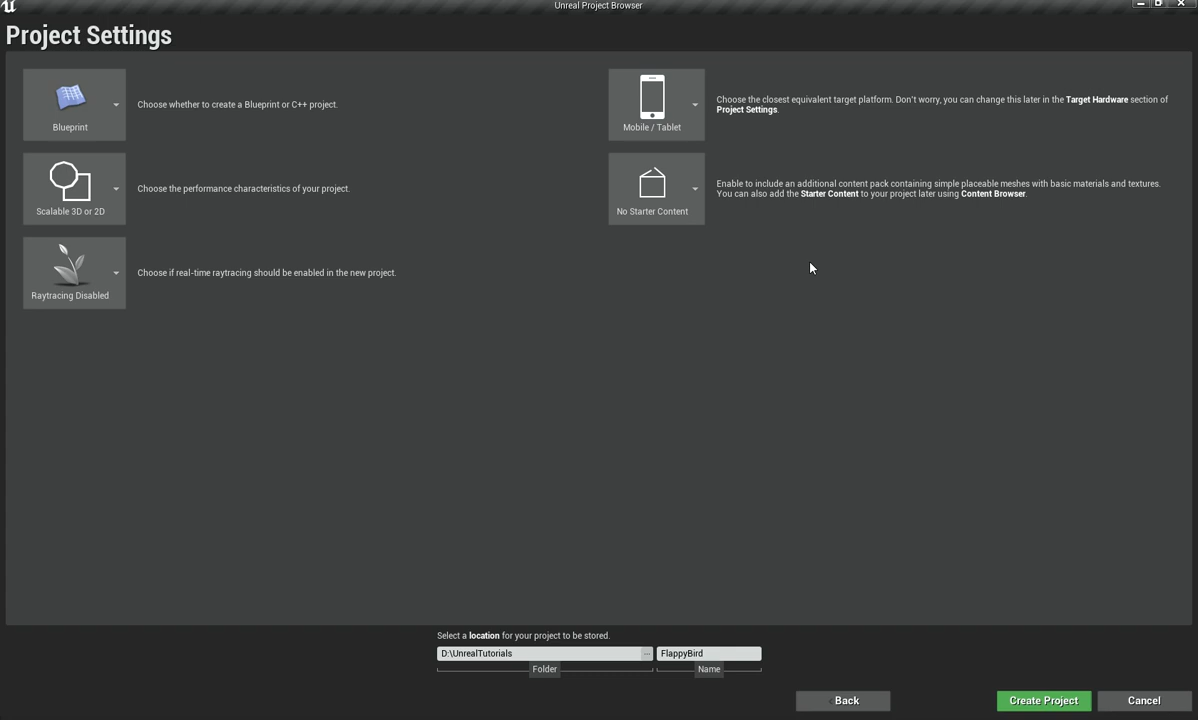 Unreal Project Browser
Project Settings
Blueprint
Choose whether to create a Blueprint or C++ project.
Mobile / Tablet
Choose the closest equivalent target platform. Don't worry, you can change this later in the Target Hardware section of
Project Settings.
Scalable 3D or 2D
Choose the performance characteristics of your project.
No Starter Content
Enable to include an additional content pack containing simple placeable meshes with basic materials and textures.
You can also add the Starter Content to your project later using Content Browser.
Raytracing Disabled
Choose if real-time raytracing should be enabled in the new project.
Select a location for your project to be stored.
D:\UnrealTutorials
...
FlappyBird
Folder
Name
Back
Create Project
Cancel